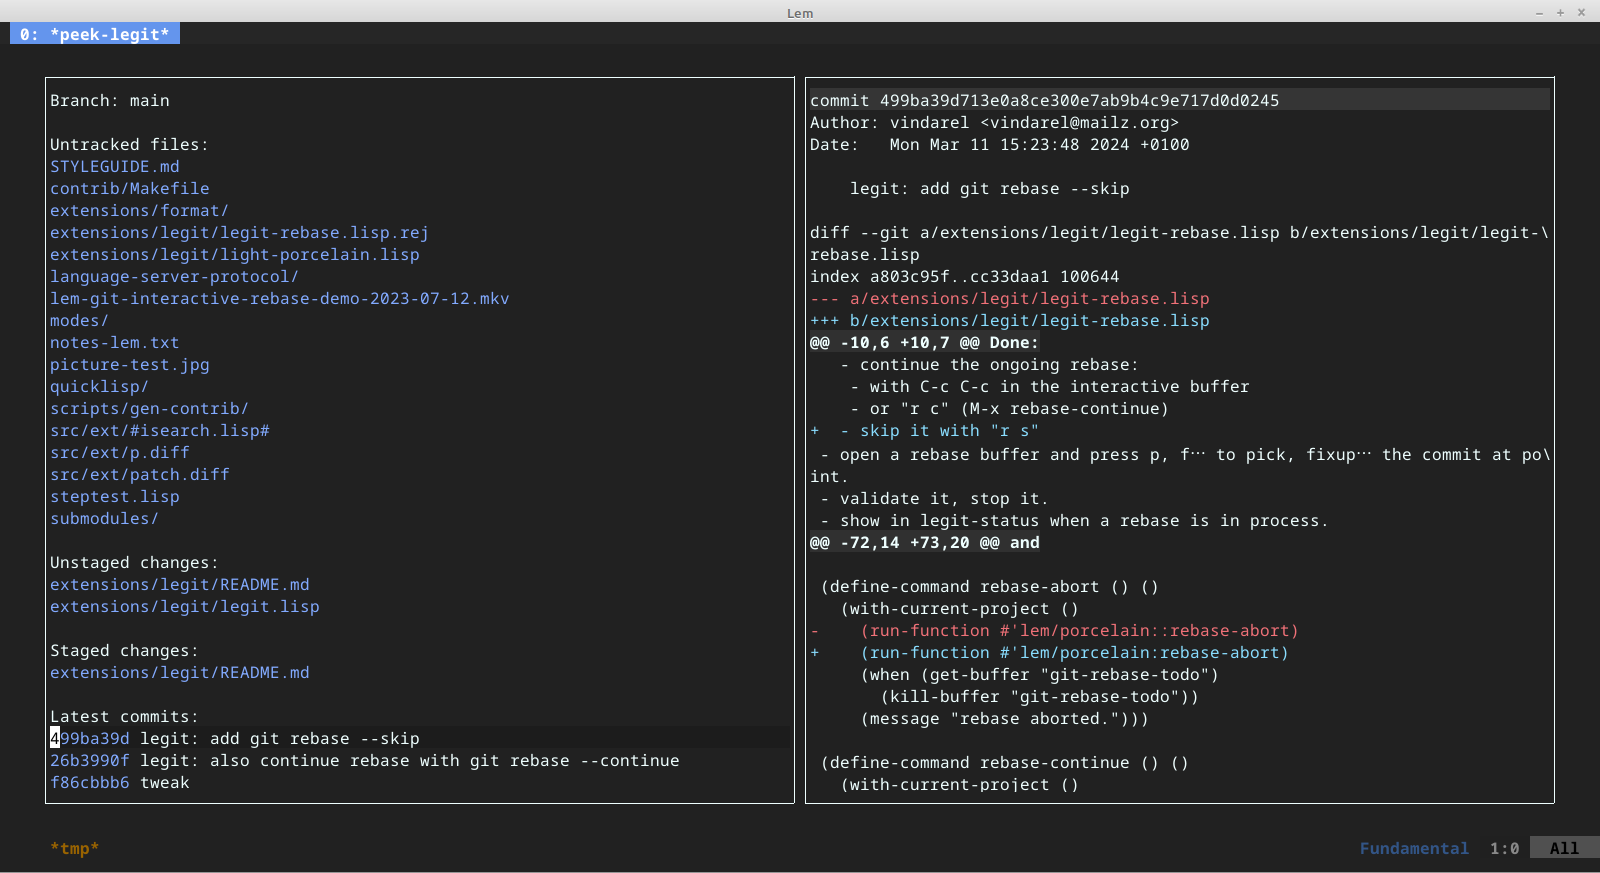 Lem
0: *peek-legit*
Branch: main
Untracked files:
STYLEGUIDE.md
contrib/Makefile
extensions/format/
extensions/legit/legit-rebase.lisp.rej
extensions/legit/light-porcelain.lisp
language-server-protocol/
lem-git-interactive-rebase-demo-2023-07-12.mkv
modes/
notes-lem.txt
picture-test.jpg
quicklisp/
scripts/gen-contrib/
src/ext/#isearch.lisp#
src/ext/p.diff
src/ext/patch.diff
steptest.lisp
submodules/
Unstaged changes:
extensions/legit/README.md
extensions/legit/legit.lisp
Staged changes:
extensions/legit/README.md
Latest commits:
499ba39d legit: add git rebase --skip
26b3990f legit: also continue rebase with git rebase --continue
f86cbbb6 tweak
commit 499ba39d713e0a8ce300e7ab9b4c9e717d0d0245
Author: vindarel <vindarel@mailz.org>
Date:   Mon Mar 11 15:23:48 2024 +0100
    legit: add git rebase --skip
diff --git a/extensions/legit/legit-rebase.lisp b/extensions/legit/legit-\
rebase.lisp
index a803c95f..cc33daa1 100644
--- a/extensions/legit/legit-rebase.lisp
+++ b/extensions/legit/legit-rebase.lisp
@@ -10,6 +10,7 @@ Done:
   - continue the ongoing rebase:
    - with C-c C-c in the interactive buffer
    - or "r c" (M-x rebase-continue)
+  - skip it with "r s"
 - open a rebase buffer and press p, f… to pick, fixup… the commit at po\
int.
 - validate it, stop it.
 - show in legit-status when a rebase is in process.
@@ -72,14 +73,20 @@ and
 (define-command rebase-abort () ()
   (with-current-project ()
-    (run-function #'lem/porcelain::rebase-abort)
+    (run-function #'lem/porcelain:rebase-abort)
     (when (get-buffer "git-rebase-todo")
       (kill-buffer "git-rebase-todo"))
     (message "rebase aborted.")))
 (define-command rebase-continue () ()
   (with-current-project ()
*tmp*
Fundamental 1:0 All